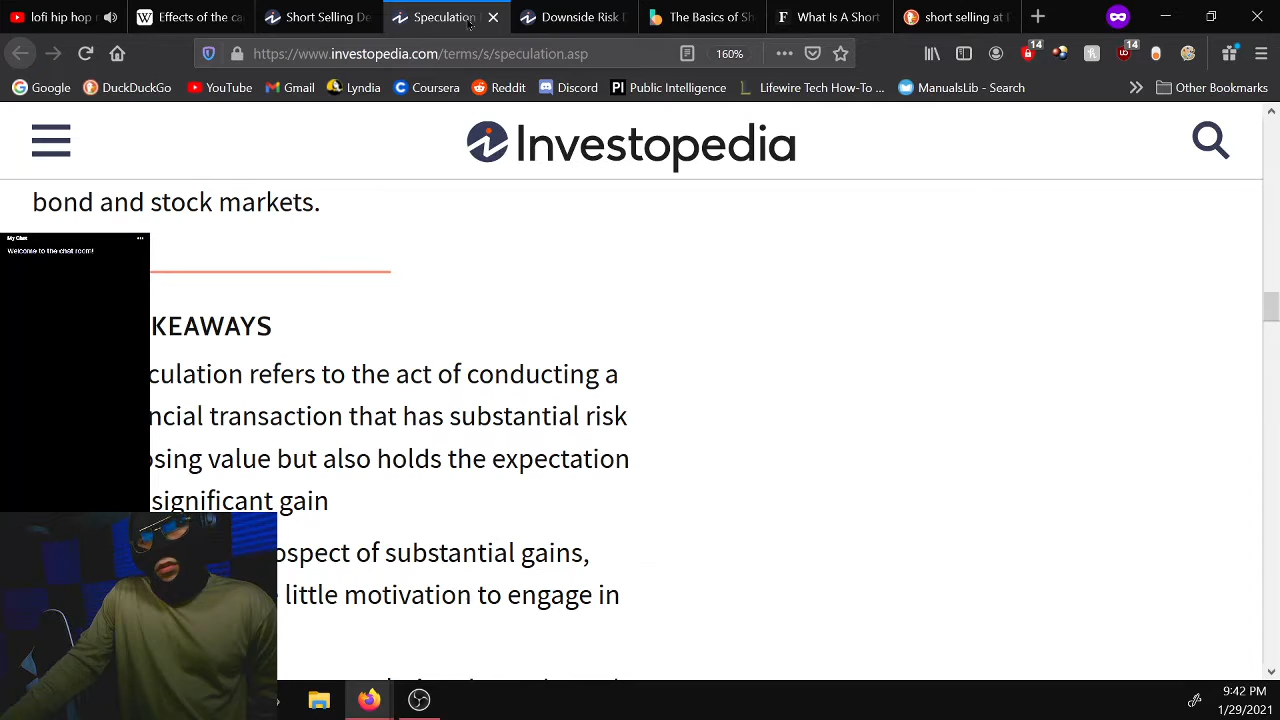 lofi hip hop
Effects of the ca
Short Selling De
Speculation
Downside Risk D
The Basics of Sh
What Is A Short
short selling at D
https://www.investopedia.com/terms/s/speculation.asp
160%
14
14
Google
DuckDuckGo
YouTube
Gmail
Lyndia
Coursera
Reddit
Discord
PI Public Intelligence
Lifewire Tech How-To ...
ManualsLib - Search
Other Bookmarks
Investopedia
bond and stock markets.
My Chat
Welcome to the chat room!
KEAWAYS
culation refers to the act of conducting a
ncial transaction that has substantial risk
osing value but also holds the expectation
significant gain
ospect of substantial gains,
little motivation to engage in
9:42 PM
1/29/2021